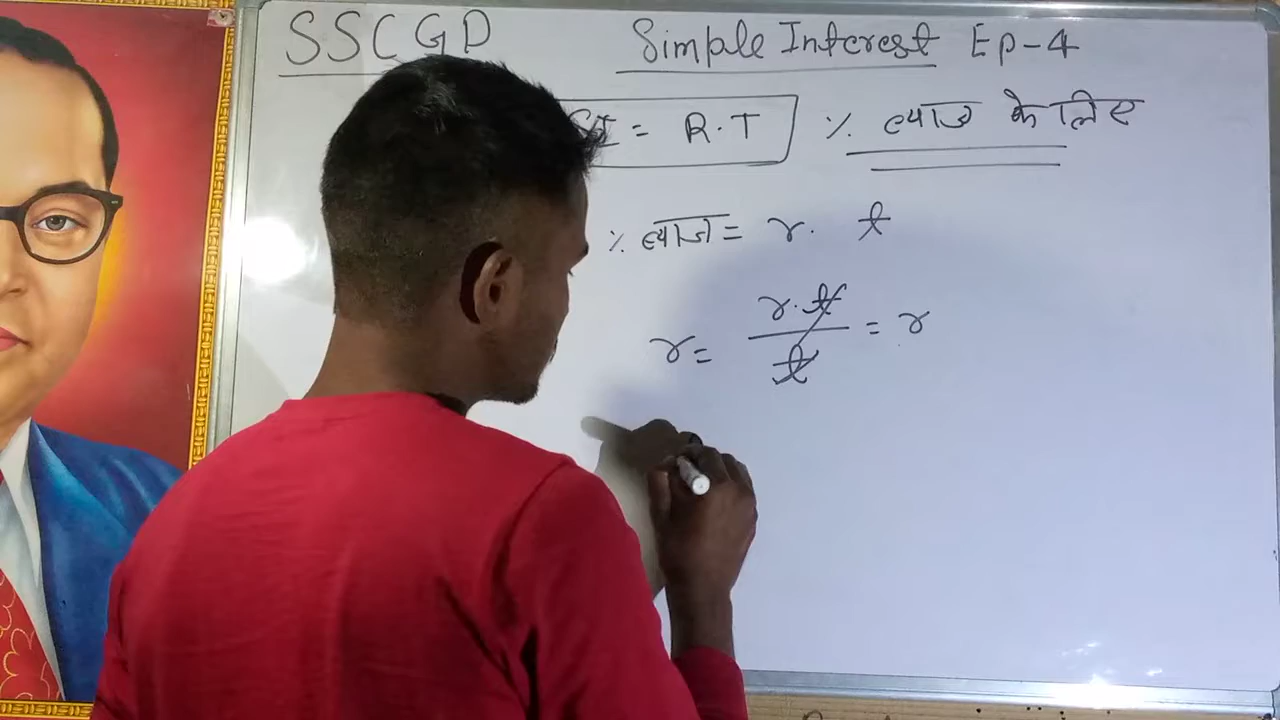 SSCGD
Simple Interest Ep-4
SI = R.T % ब्याज के लिए
% ब्याज = r. t
r = r.t / t = r